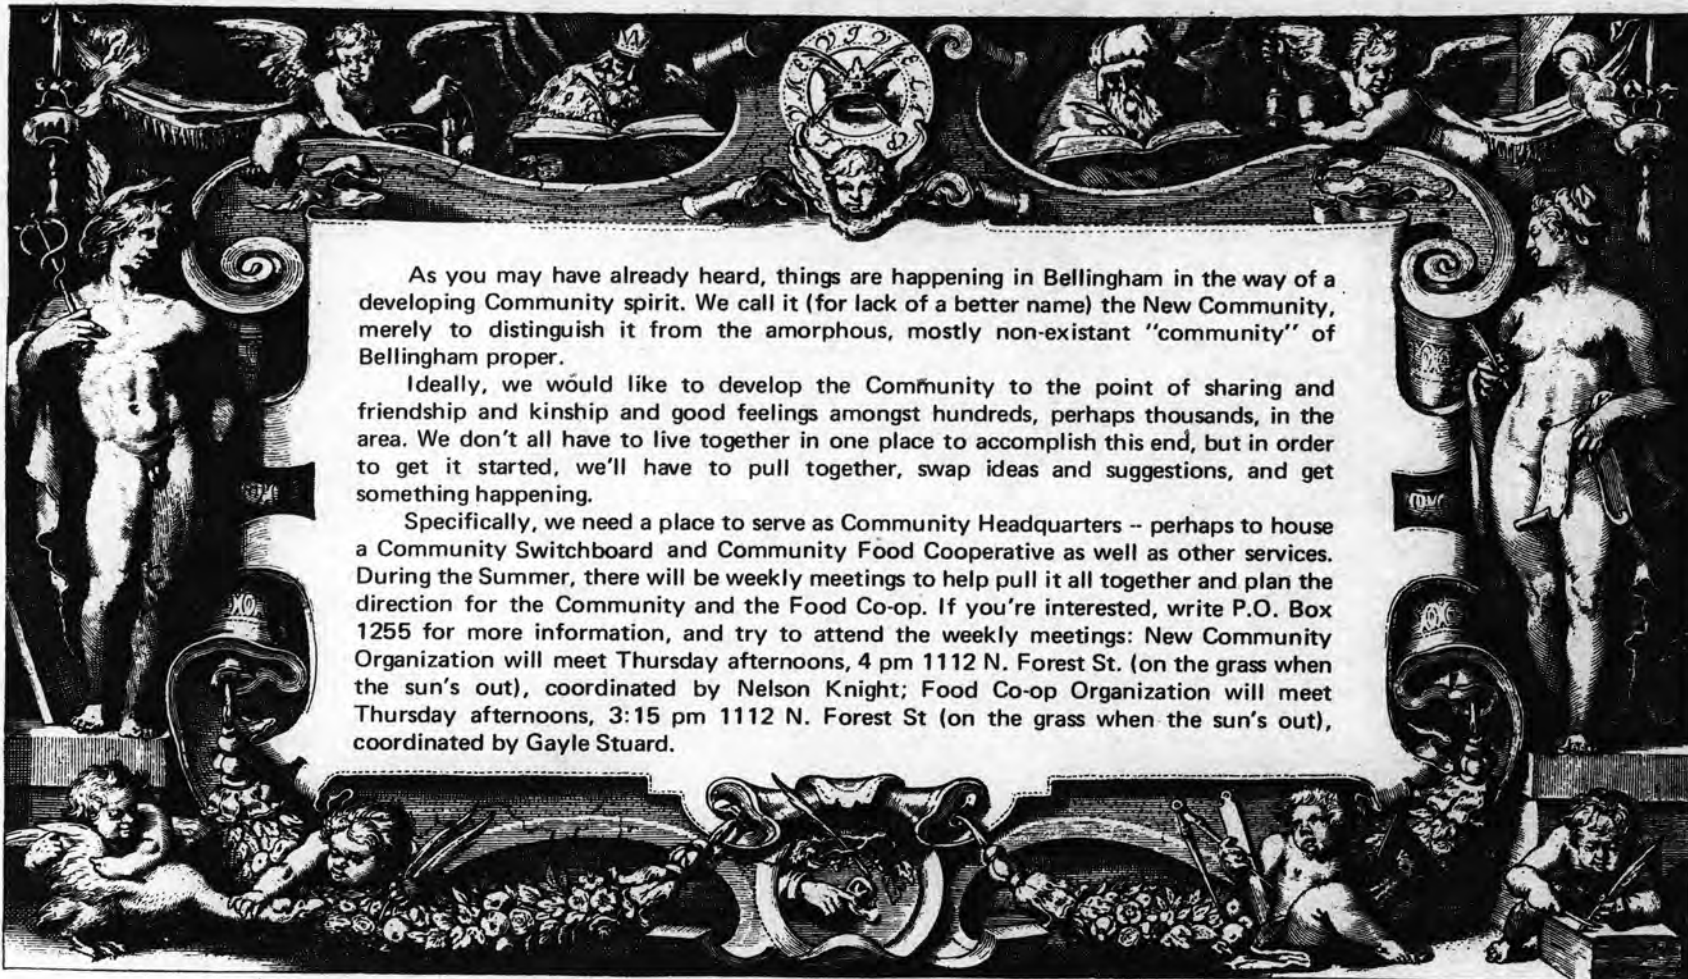 As you may have already heard, things are happening in Bellingham in the way of a
developing Community spirit. We call it (for lack of a better name) the New Community,
merely to distinguish it from the amorphous, mostly non-existant "community" of
Bellingham proper.
Ideally, we would like to develop the Community to the point of sharing and
friendship and kinship and good feelings amongst hundreds, perhaps thousands, in the
area. We don't all have to live together in one place to accomplish this end, but in order
to get it started, we'll have to pull together, swap ideas and suggestions, and get
something happening.
Specifically, we need a place to serve as Community Headquarters -- perhaps to house
a Community Switchboard and Community Food Cooperative as well as other services.
During the Summer, there will be weekly meetings to help pull it all together and plan the
direction for the Community and the Food Co-op. If you're interested, write P.O. Box
1255 for more information, and try to attend the weekly meetings: New Community
Organization will meet Thursday afternoons, 4 pm 1112 N. Forest St. (on the grass when
the sun's out), coordinated by Nelson Knight; Food Co-op Organization will meet
Thursday afternoons, 3:15 pm 1112 N. Forest St (on the grass when the sun's out),
coordinated by Gayle Stuard.